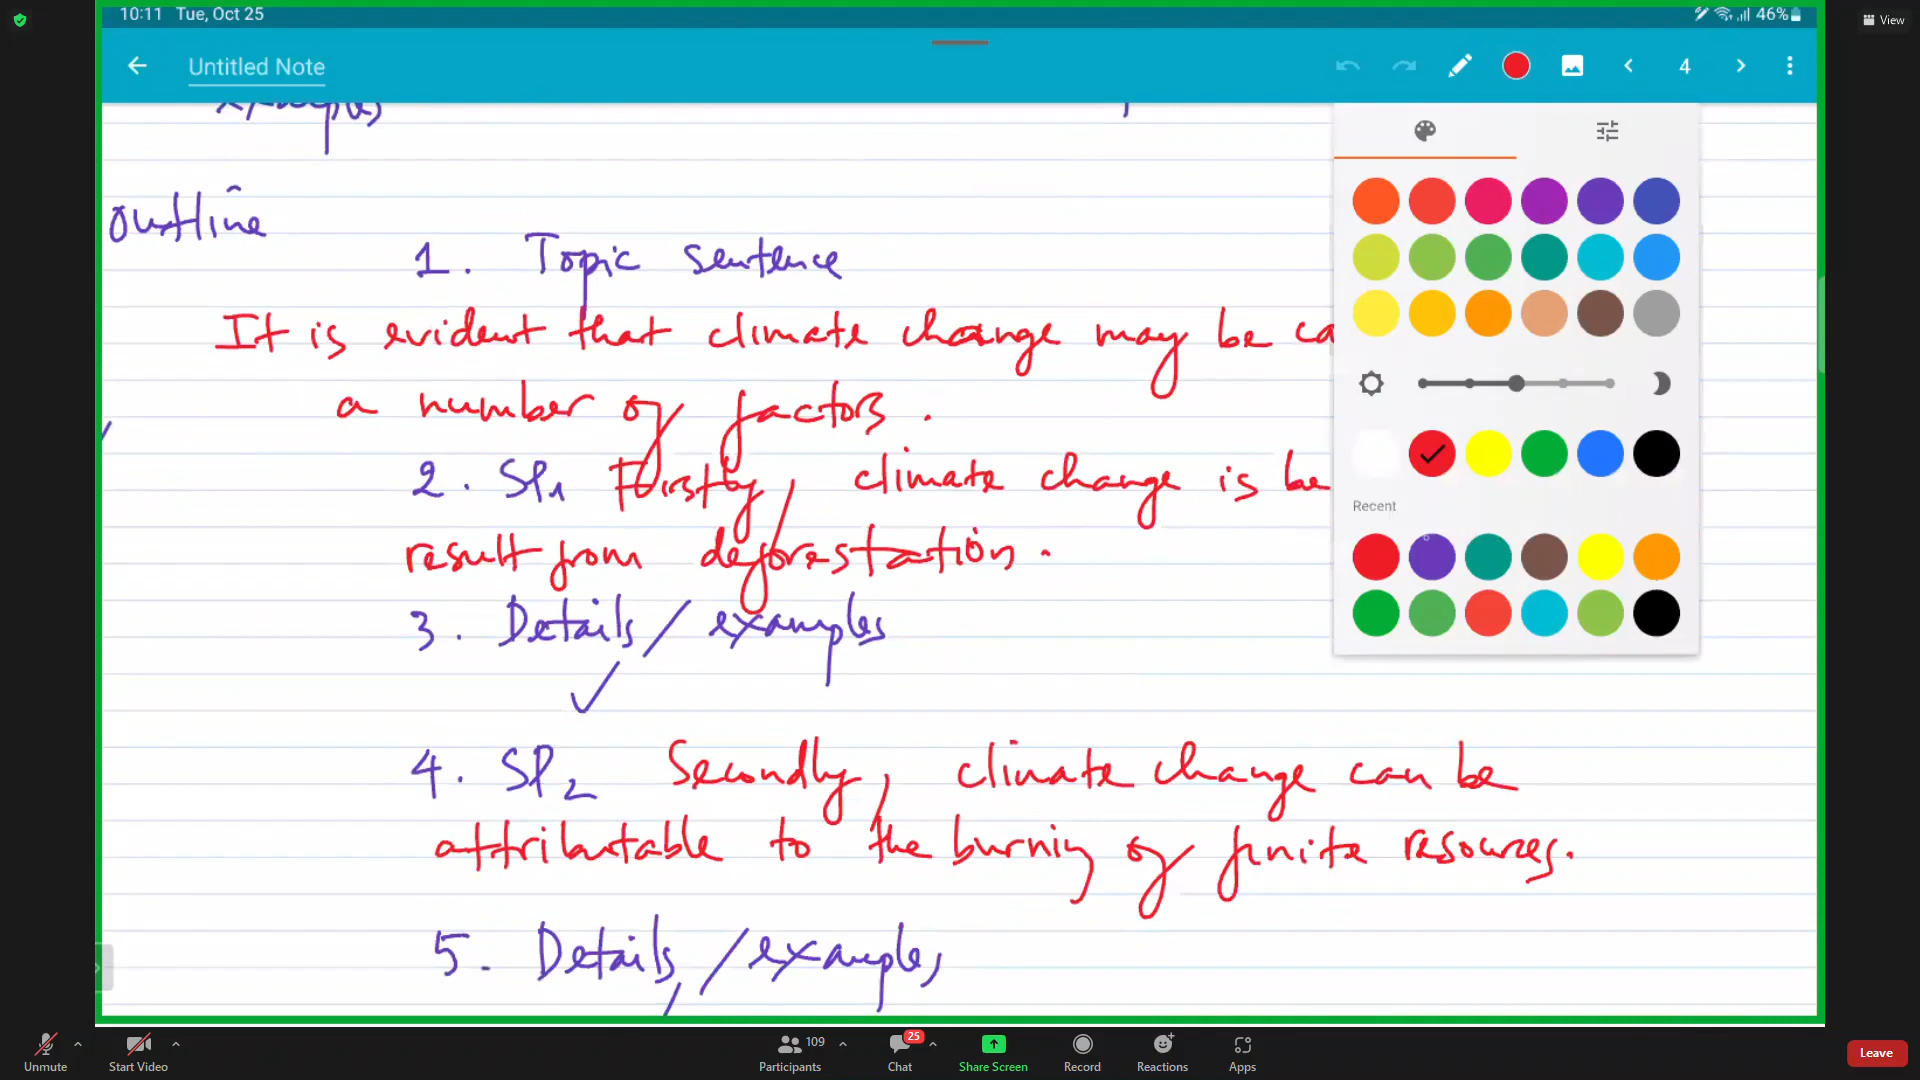 10:11 Tue, Oct 25
46%
View
Untitled Note
4
examples
Outline
1. Topic sentence
It is evident that climate change may be ca
a number of factors.
2. SP1 Firstly, climate change is be
result from deforestation.
3. Details / examples
4. SP2 Secondly, climate change can be
attributable to the burning of finite resources.
5. Details / examples
Recent
Unmute
Start Video
109
Participants
25
Chat
Share Screen
Record
Reactions
Apps
Leave